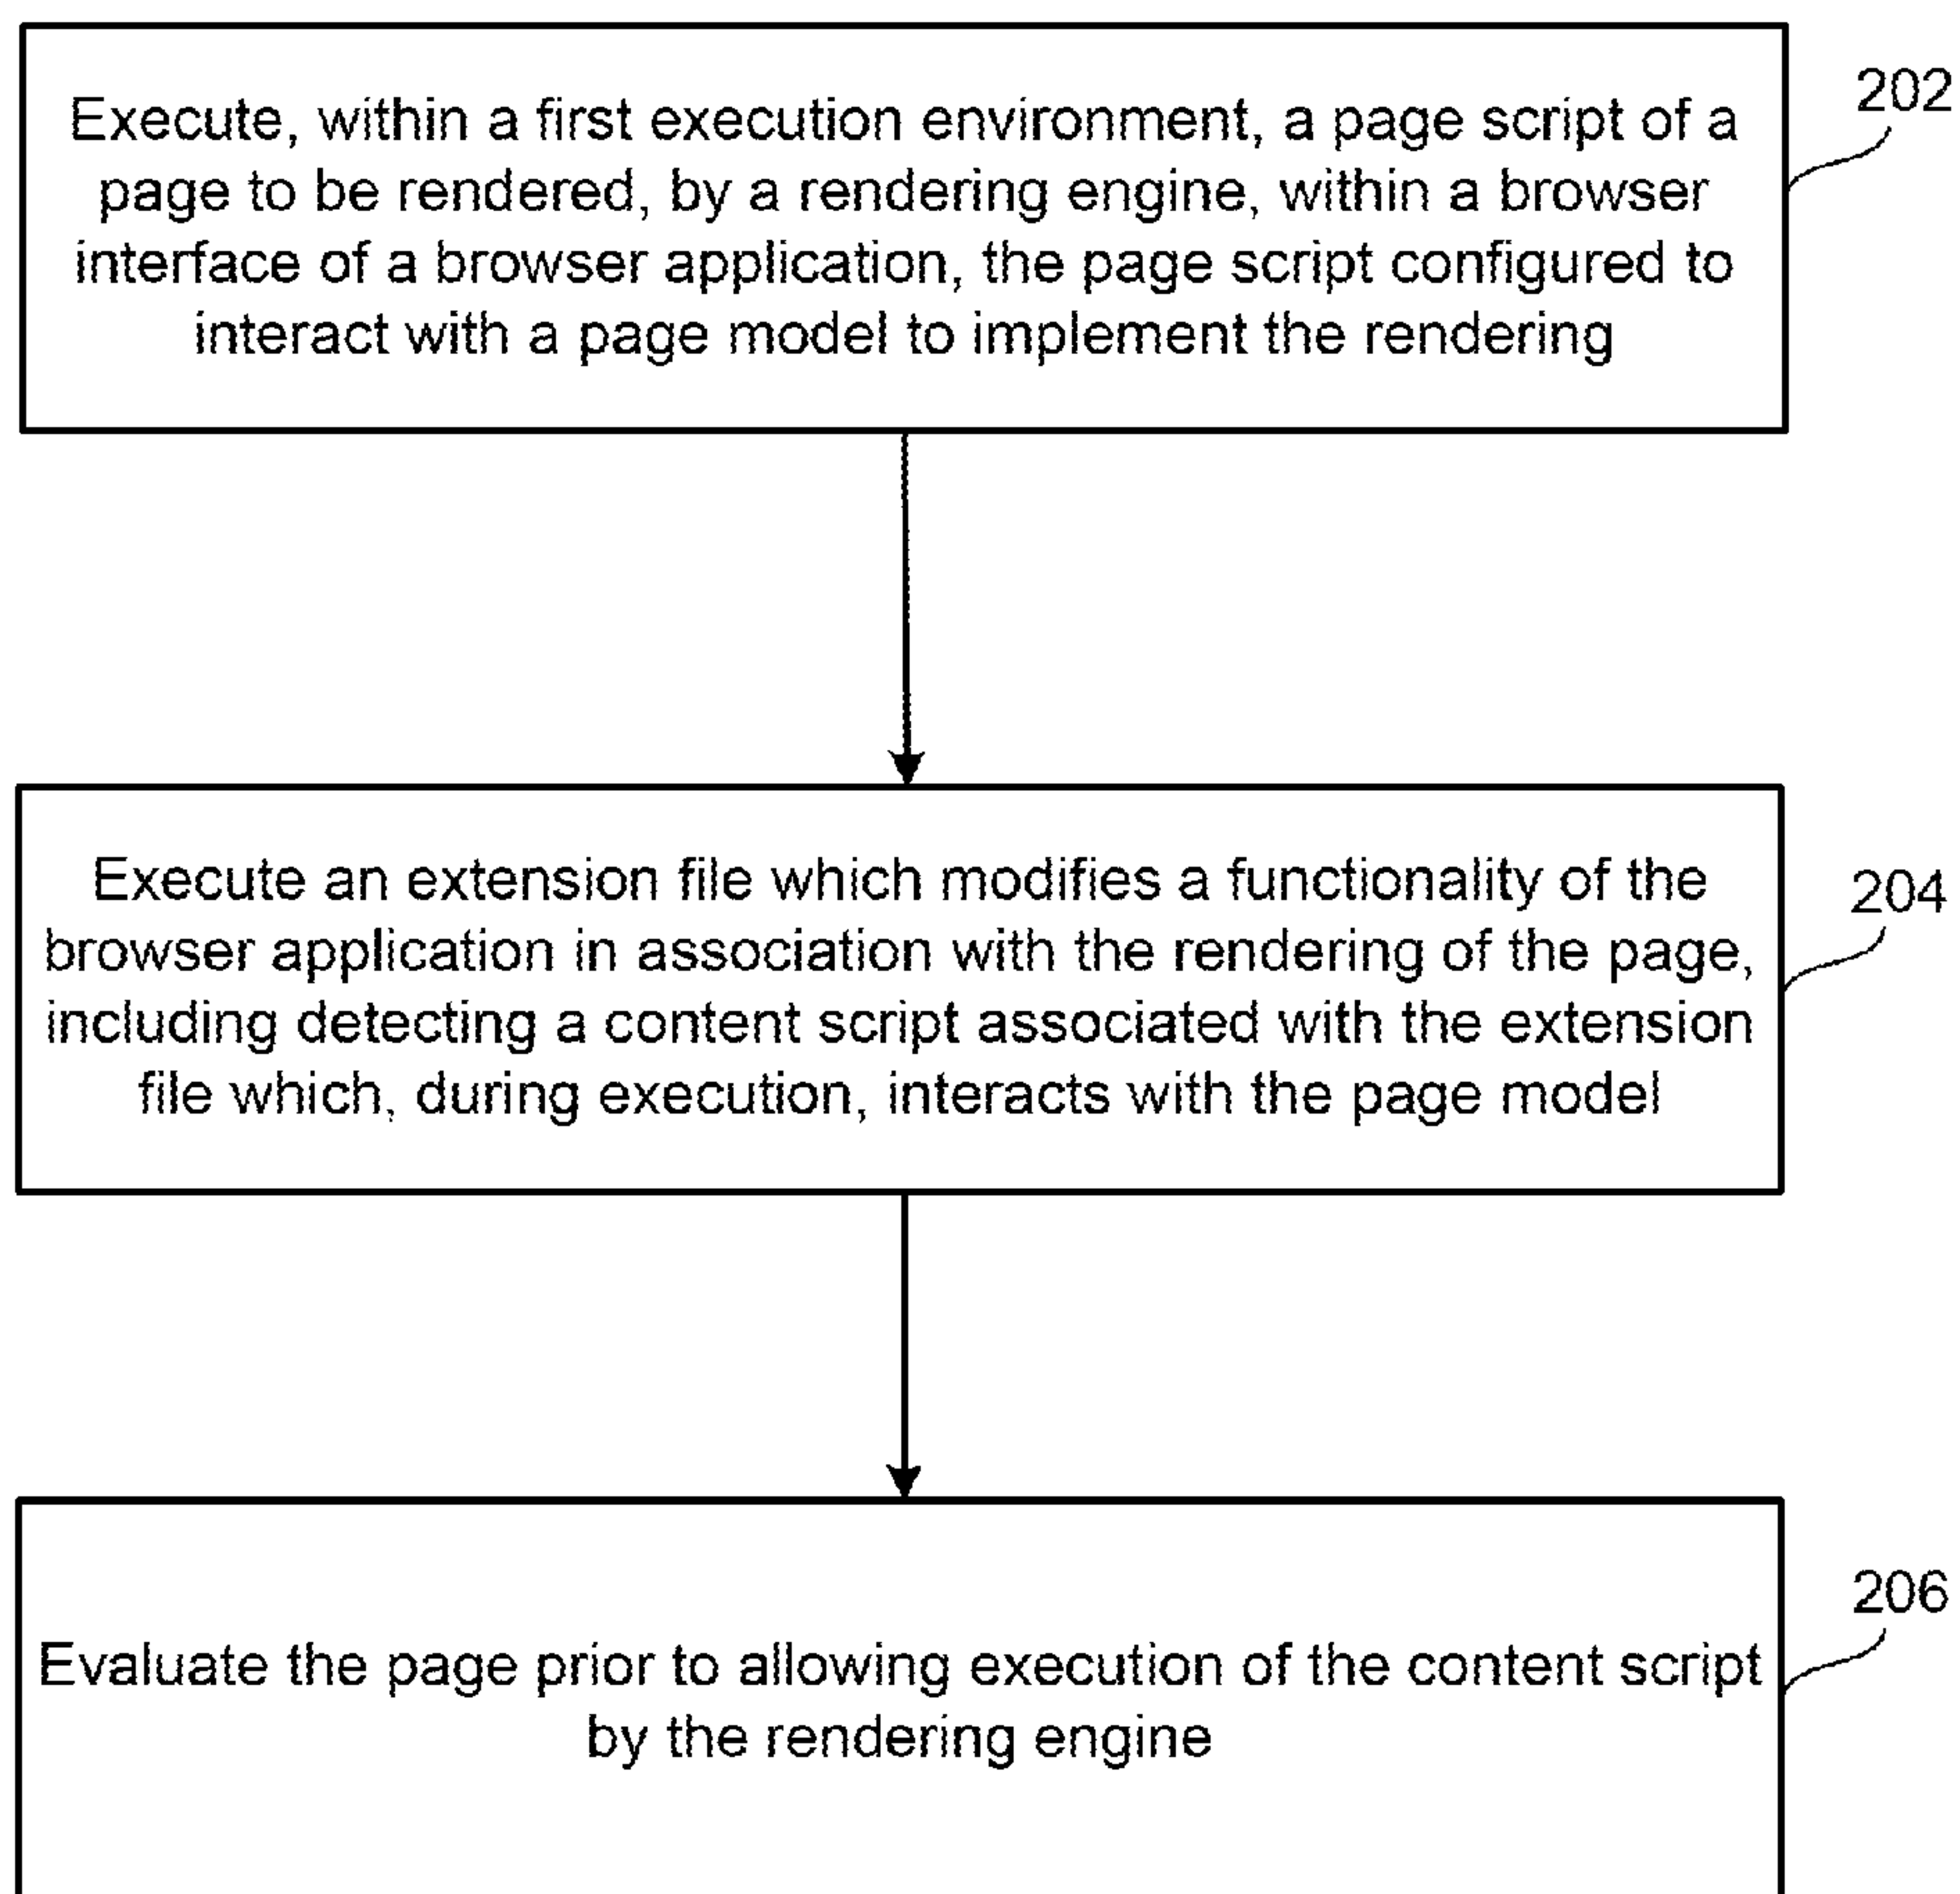 Execute, within a first execution environment, a page script of a
page to be rendered, by a rendering engine, within a browser
interface of a browser application, the page script configured to
interact with a page model to implement the rendering
202
Execute an extension file which modifies a functionality of the
browser application in association with the rendering of the page,
including detecting a content script associated with the extension
file which, during execution, interacts with the page model
204
Evaluate the page prior to allowing execution of the content script
by the rendering engine
206